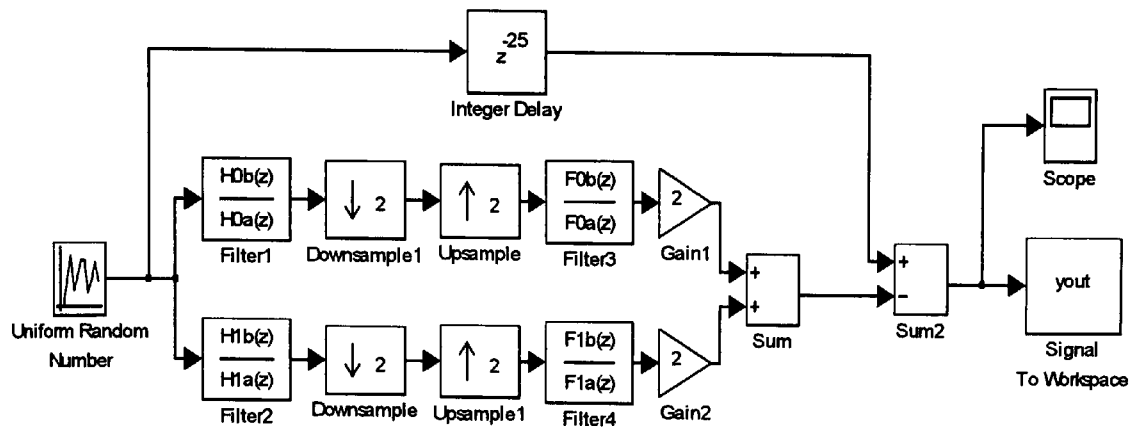 z-25
Integer Delay
Scope
H0b(z)
H0a(z)
Filter1
2
Downsample1
2
Upsample
F0b(z)
F0a(z)
Filter3
2
Gain1
Uniform Random
Number
+
+
Sum
+
−
Sum2
yout
Signal
To Workspace
H1b(z)
H1a(z)
Filter2
2
Downsample
2
Upsample1
F1b(z)
F1a(z)
Filter4
2
Gain2